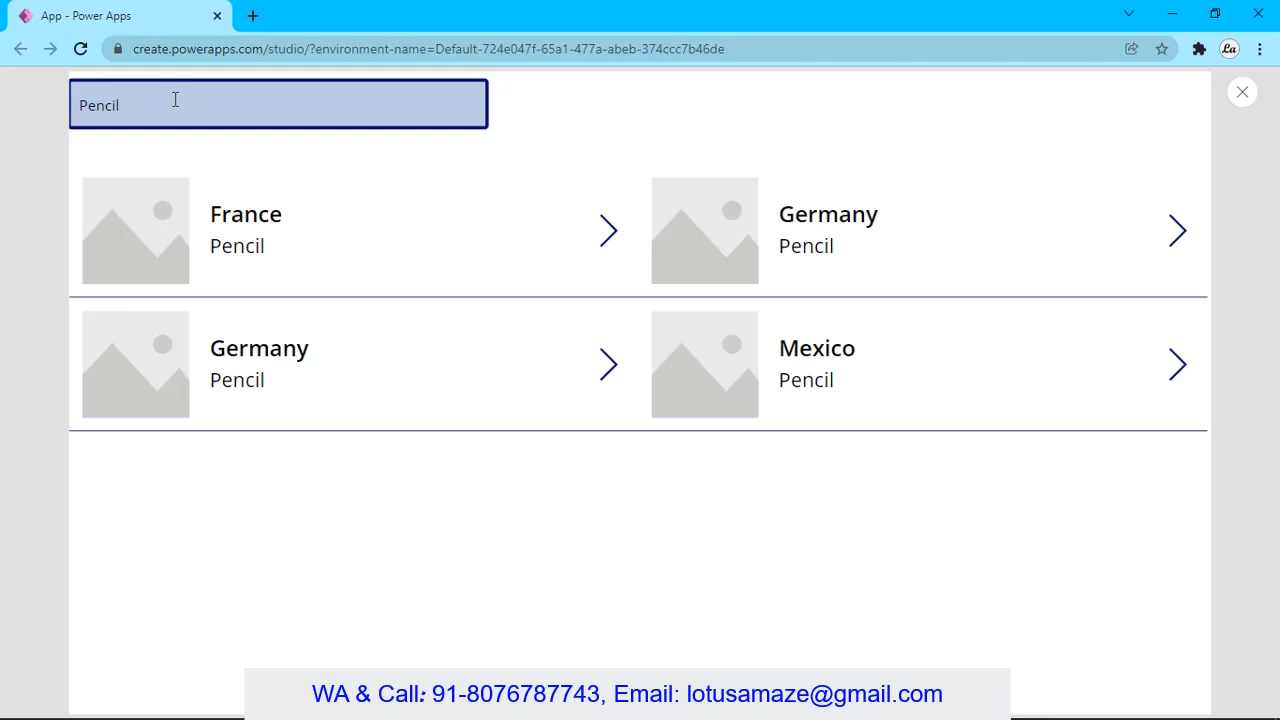 App - Power Apps
create.powerapps.com/studio/?environment-name=Default-724e047f-65a1-477a-abeb-374ccc7b46de
La
Pencil
France
Pencil
Germany
Pencil
Germany
Pencil
Mexico
Pencil
WA & Call: 91-8076787743, Email: lotusamaze@gmail.com